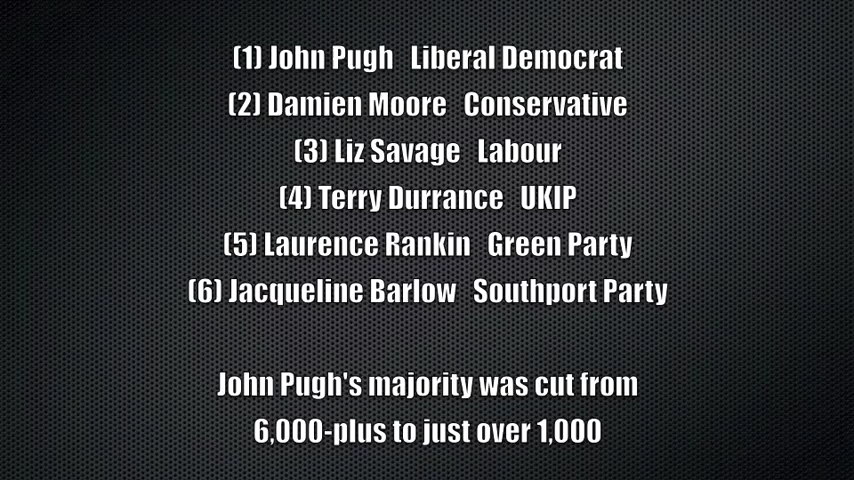 (1) John Pugh Liberal Democrat
(2) Damien Moore Conservative
(3) Liz Savage Labour
(4) Terry Durrance UKIP
(5) Laurence Rankin Green Party
(6) Jacqueline Barlow Southport Party
John Pugh's majority was cut from
6,000-plus to just over 1,000